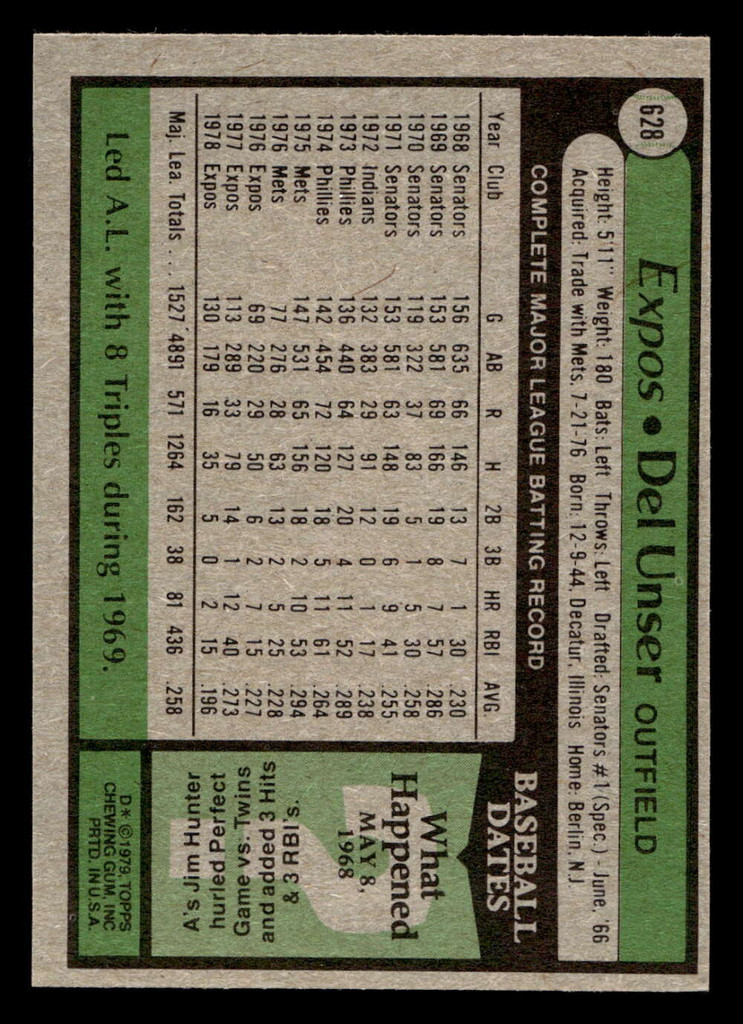 628
Expos • Del Unser OUTFIELD
Height: 5'11" Weight: 180 Bats: Left Throws: Left Drafted: Senators #1 (Spec.) - June, '66
Acquired: Trade with Mets, 7-21-76 Born: 12-9-44, Decatur, Illinois Home: Berlin, NJ
COMPLETE MAJOR LEAGUE BATTING RECORD
Year Club G AB R H 2B 3B HR RBI AVG
1968 Senators 156 635 66 146 13 7 1 30 .230
1969 Senators 153 581 69 166 19 8 7 57 .286
1970 Senators 119 322 37 83 5 1 5 30 .258
1971 Senators 153 581 63 148 19 6 9 41 .255
1972 Indians 132 383 29 91 12 0 1 17 .238
1973 Phillies 136 440 64 127 20 4 11 52 .289
1974 Phillies 142 454 72 120 18 5 11 61 .264
1975 Mets 147 531 65 156 18 2 10 53 .294
1976 Mets 77 276 28 63 13 2 5 25 .228
1976 Expos 69 220 29 50 6 2 7 15 .227
1977 Expos 113 289 33 79 14 1 12 40 .273
1978 Expos 130 179 16 35 5 0 2 15 .196
Maj. Lea. Totals ... 1527 4891 571 1264 162 38 81 436 .258
Led A.L. with 8 Triples during 1969.
BASEBALL
DATES
What
Happened
MAY 8,
1968
A's Jim Hunter
hurled Perfect
Game vs. Twins
and added 3 Hits
& 3 RBI's.
D* © 1979, TOPPS
CHEWING GUM, INC
PRTD. IN U.S.A.